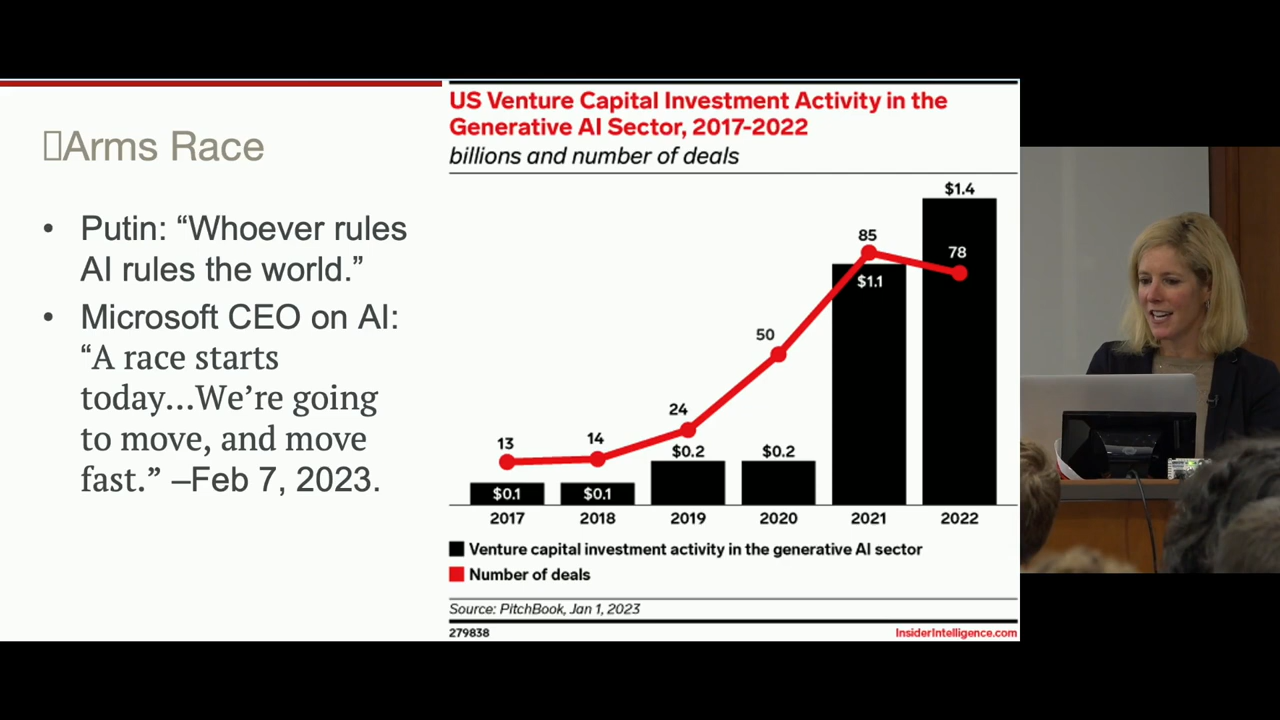 ▯Arms Race
• Putin: “Whoever rules
AI rules the world.”
• Microsoft CEO on AI:
“A race starts
today...We’re going
to move, and move
fast.” –Feb 7, 2023.
US Venture Capital Investment Activity in the
Generative AI Sector, 2017-2022
billions and number of deals
$1.4
85
78
$1.1
50
24
13
14
$0.2
$0.2
$0.1
$0.1
2017 2018 2019 2020 2021 2022
Venture capital investment activity in the generative AI sector
Number of deals
Source: PitchBook, Jan 1, 2023
279838
InsiderIntelligence.com